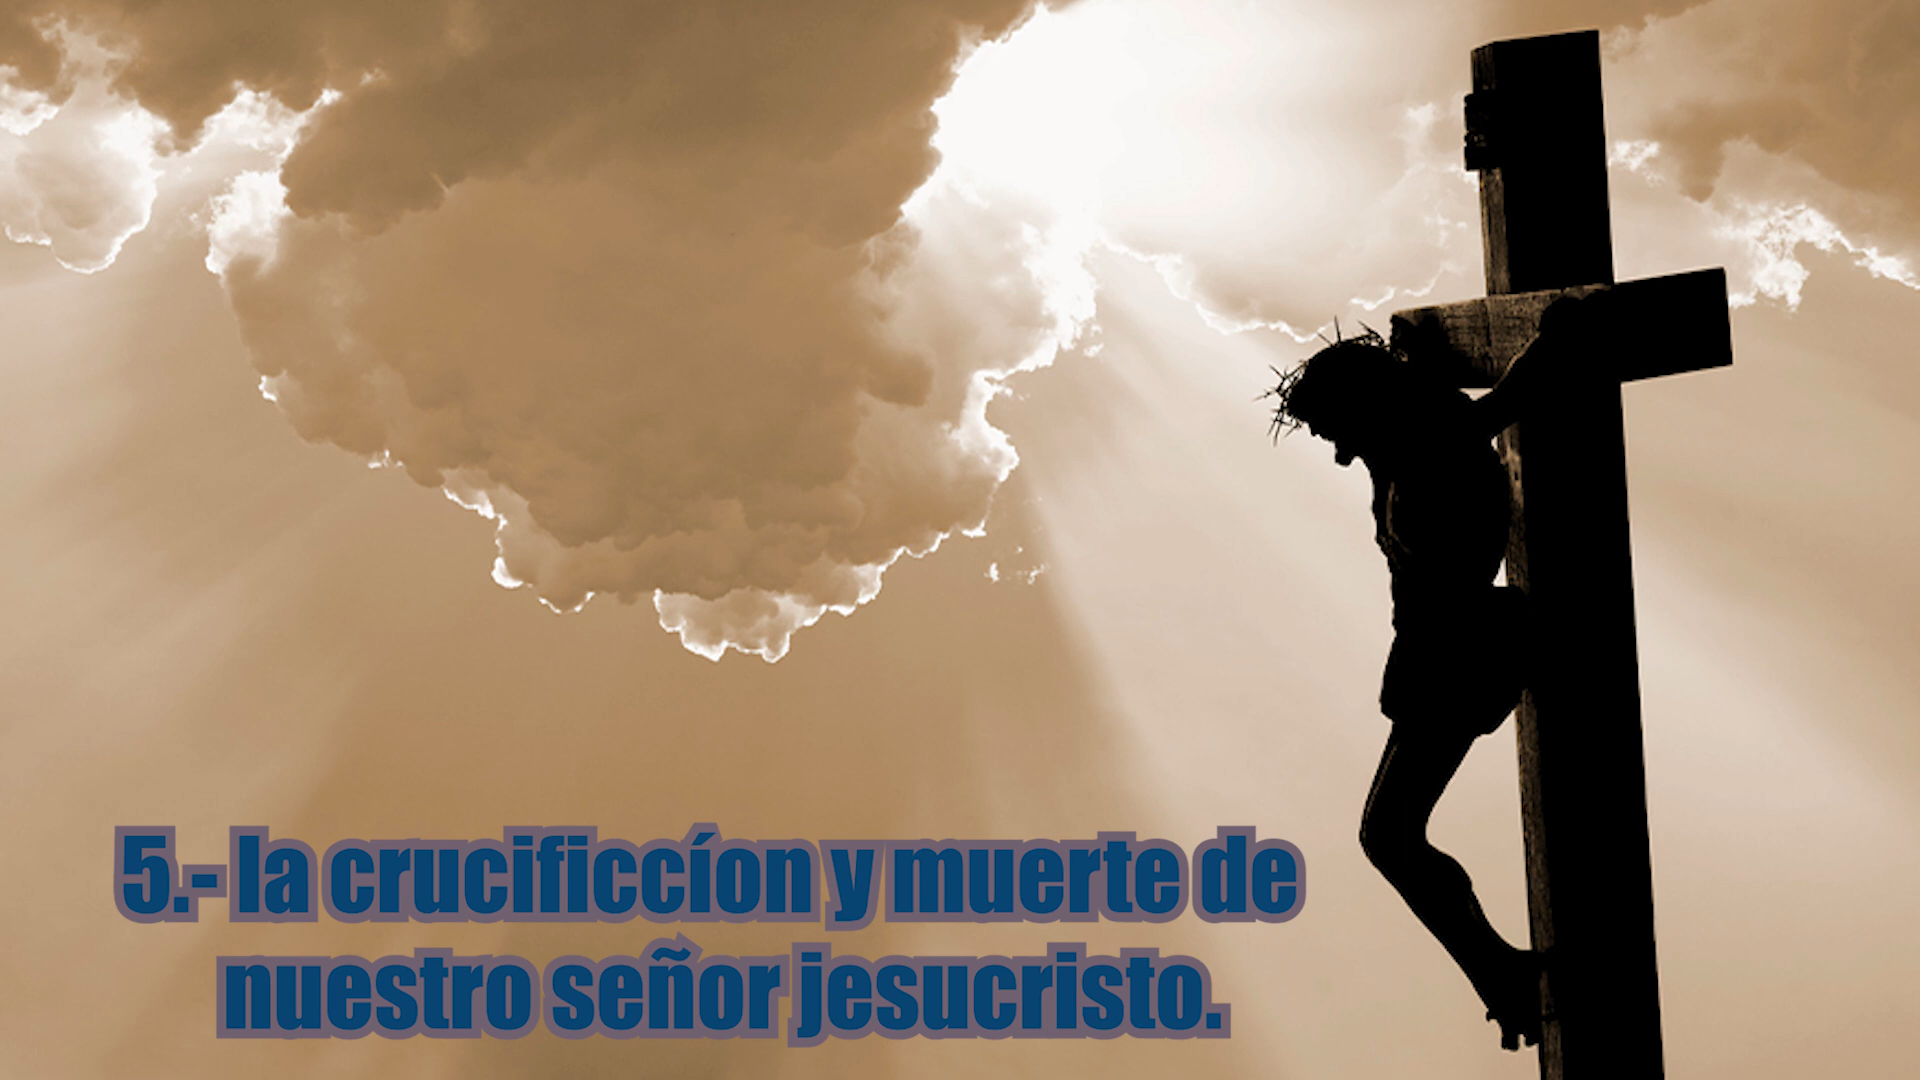 5.- la crucificcíon y muerte de
nuestro señor jesucristo.